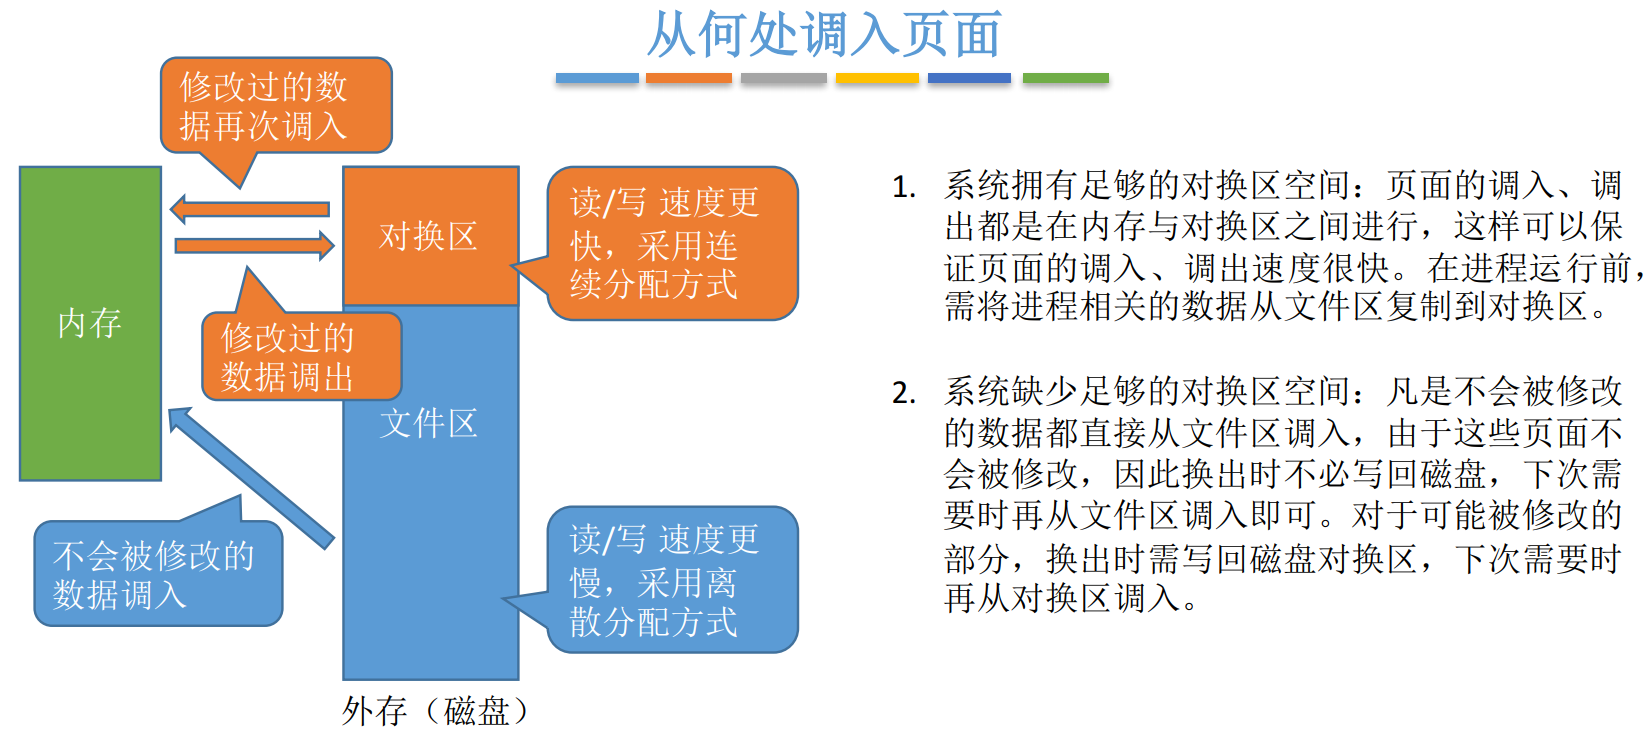 从何处调入页面
修改过的数
据再次调入
对换区
读/写 速度更
快，采用连
续分配方式
内存
修改过的
数据调出
文件区
不会被修改的
数据调入
读/写 速度更
慢，采用离
散分配方式
外存（磁盘）
1. 系统拥有足够的对换区空间：页面的调入、调
出都是在内存与对换区之间进行，这样可以保
证页面的调入、调出速度很快。在进程运行前，
需将进程相关的数据从文件区复制到对换区。
2. 系统缺少足够的对换区空间：凡是不会被修改
的数据都直接从文件区调入，由于这些页面不
会被修改，因此换出时不必写回磁盘，下次需
要时再从文件区调入即可。对于可能被修改的
部分，换出时需写回磁盘对换区，下次需要时
再从对换区调入。